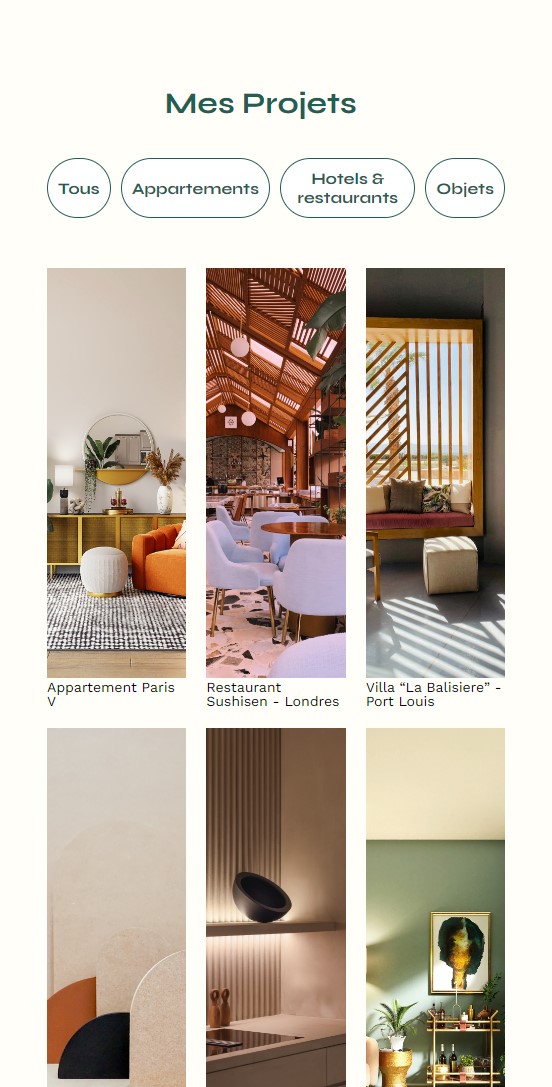 Mes Projets
Tous
Appartements
Hotels &
restaurants
Objets
Appartement Paris
V
Restaurant
Sushisen - Londres
Villa “La Balisiere” -
Port Louis